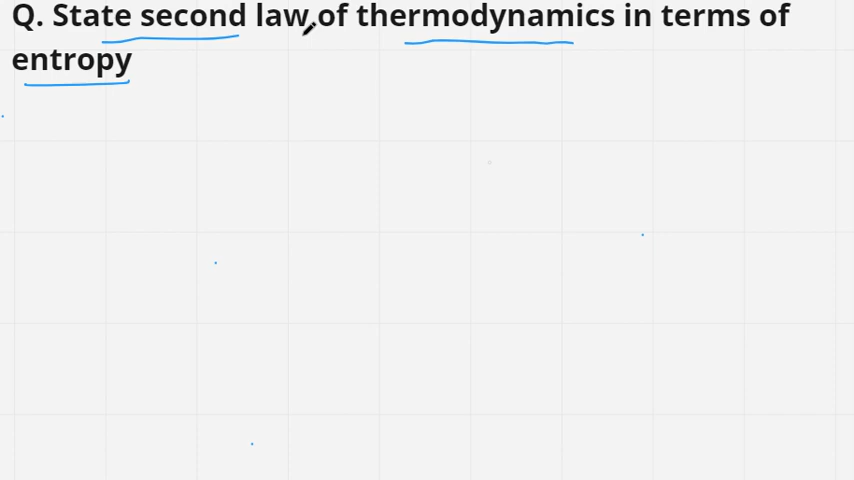 Q. State second law of thermodynamics in terms of
entropy